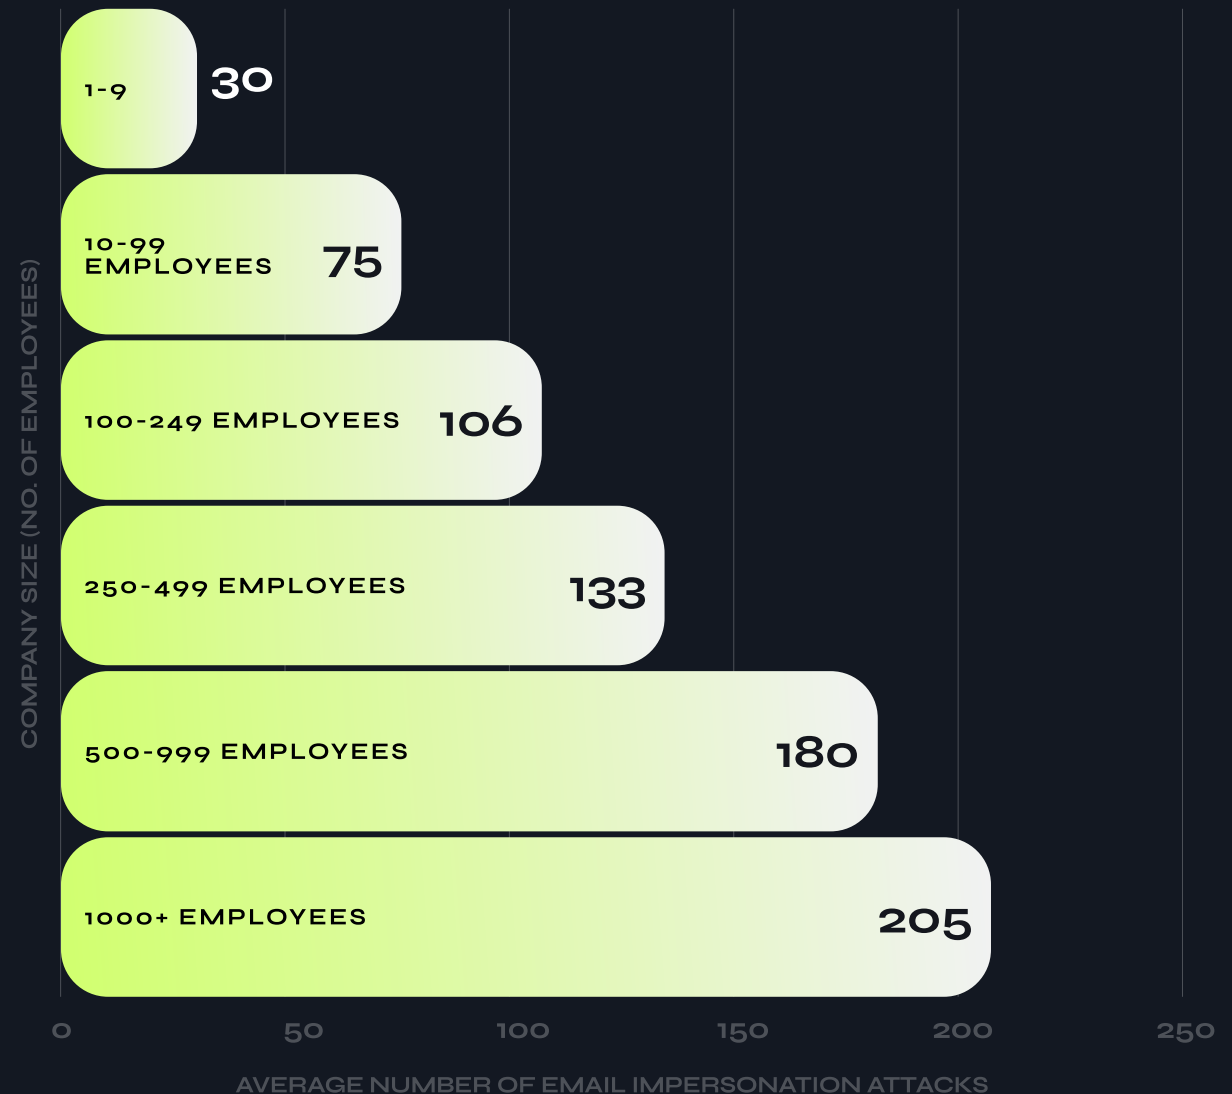 1-9
30
10-99
EMPLOYEES
75
100-249 EMPLOYEES
106
250-499 EMPLOYEES
133
500-999 EMPLOYEES
180
1000+ EMPLOYEES
205
COMPANY SIZE (NO. OF EMPLOYEES)
0 50 100 150 200 250
AVERAGE NUMBER OF EMAIL IMPERSONATION ATTACKS